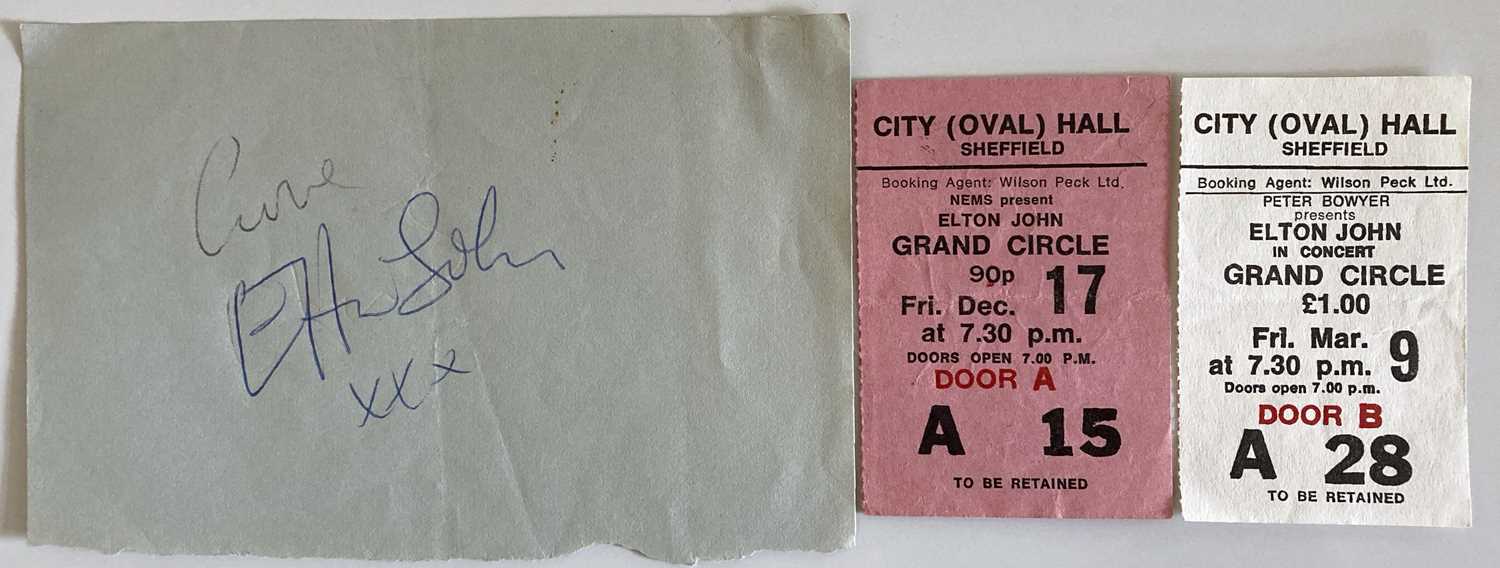 Elton John
xxx
CITY (OVAL) HALL
SHEFFIELD
Booking Agent: Wilson Peck Ltd.
NEMS present
ELTON JOHN
GRAND CIRCLE
90p
Fri. Dec. 17
at 7.30 p.m.
DOORS OPEN 7.00 P.M.
DOOR A
A 15
TO BE RETAINED
CITY (OVAL) HALL
SHEFFIELD
Booking Agent: Wilson Peck Ltd.
PETER BOWYER
presents
ELTON JOHN
IN CONCERT
GRAND CIRCLE
£1.00
Fri. Mar. 9
at 7.30 p.m.
Doors open 7.00 p.m.
DOOR B
A 28
TO BE RETAINED